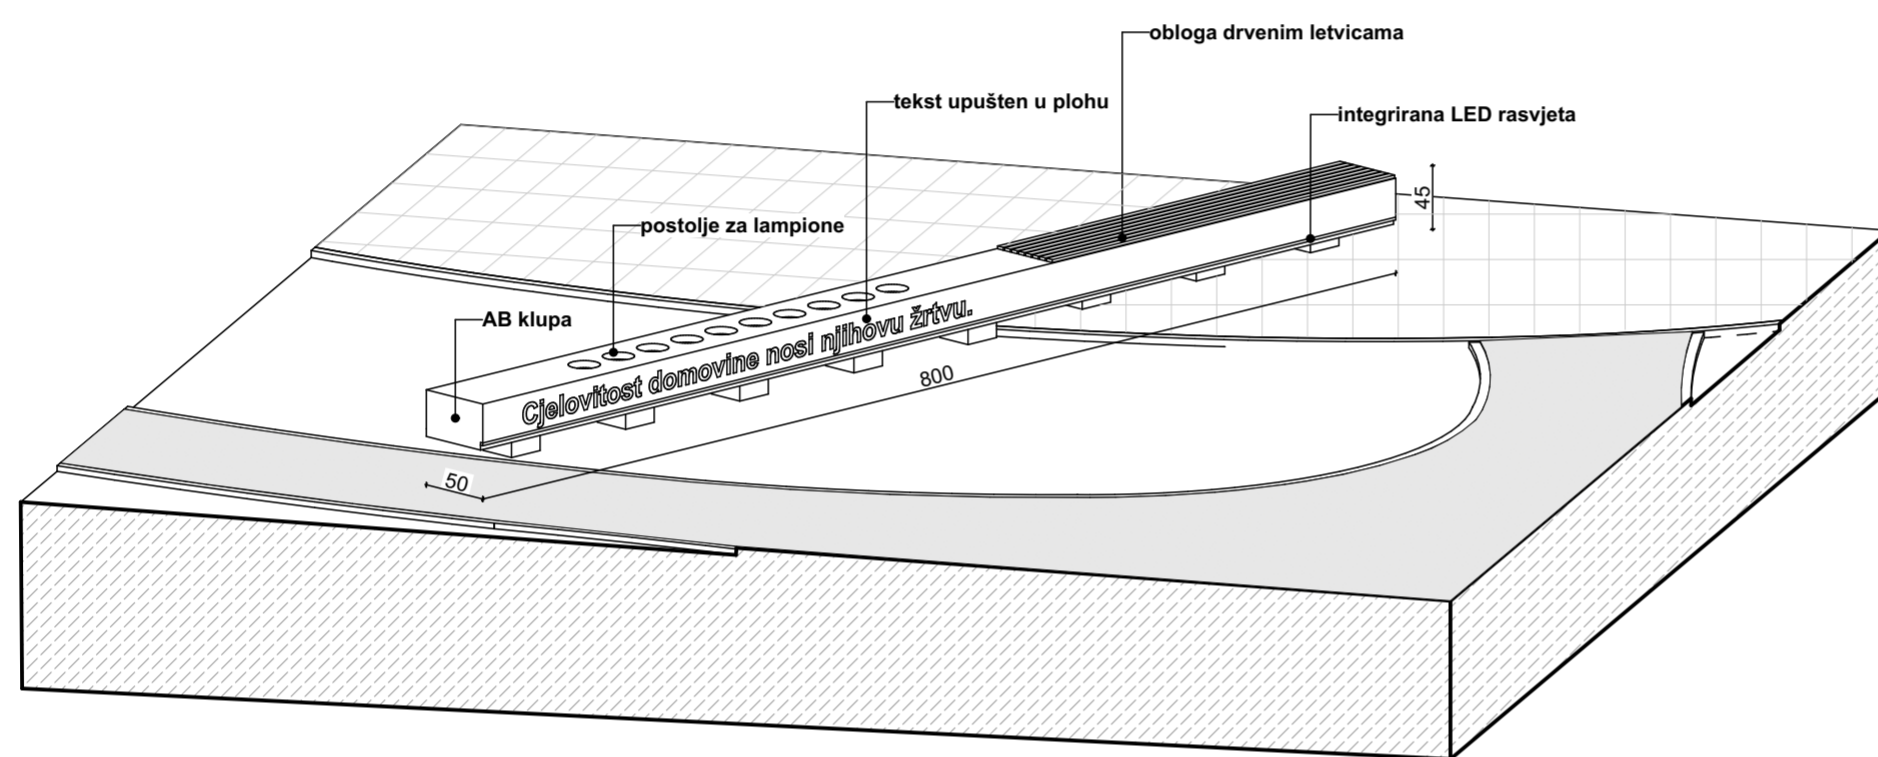 obloga drvenim letvicama
tekst upušten u plohu
integrirana LED rasvjeta
45
postolje za lampione
AB klupa
Cjelovitost domovine nosi njihovu žrtvu.
800
50